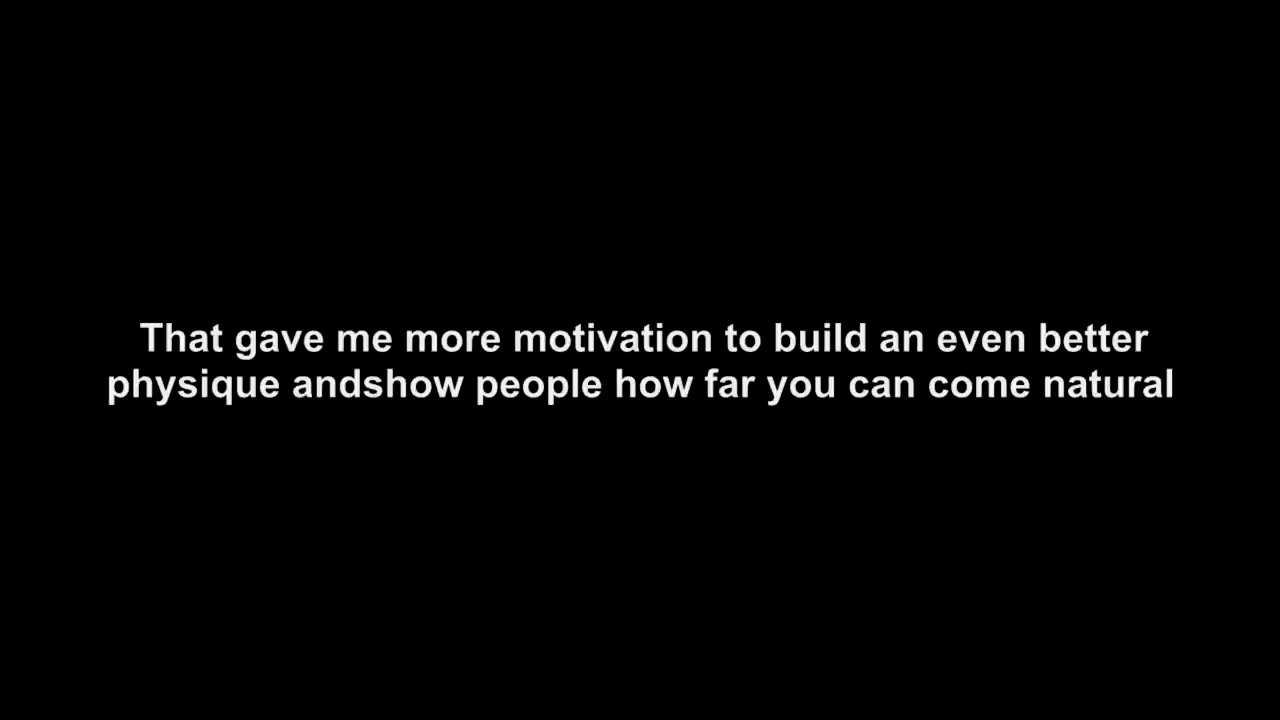 That gave me more motivation to build an even better
physique andshow people how far you can come natural